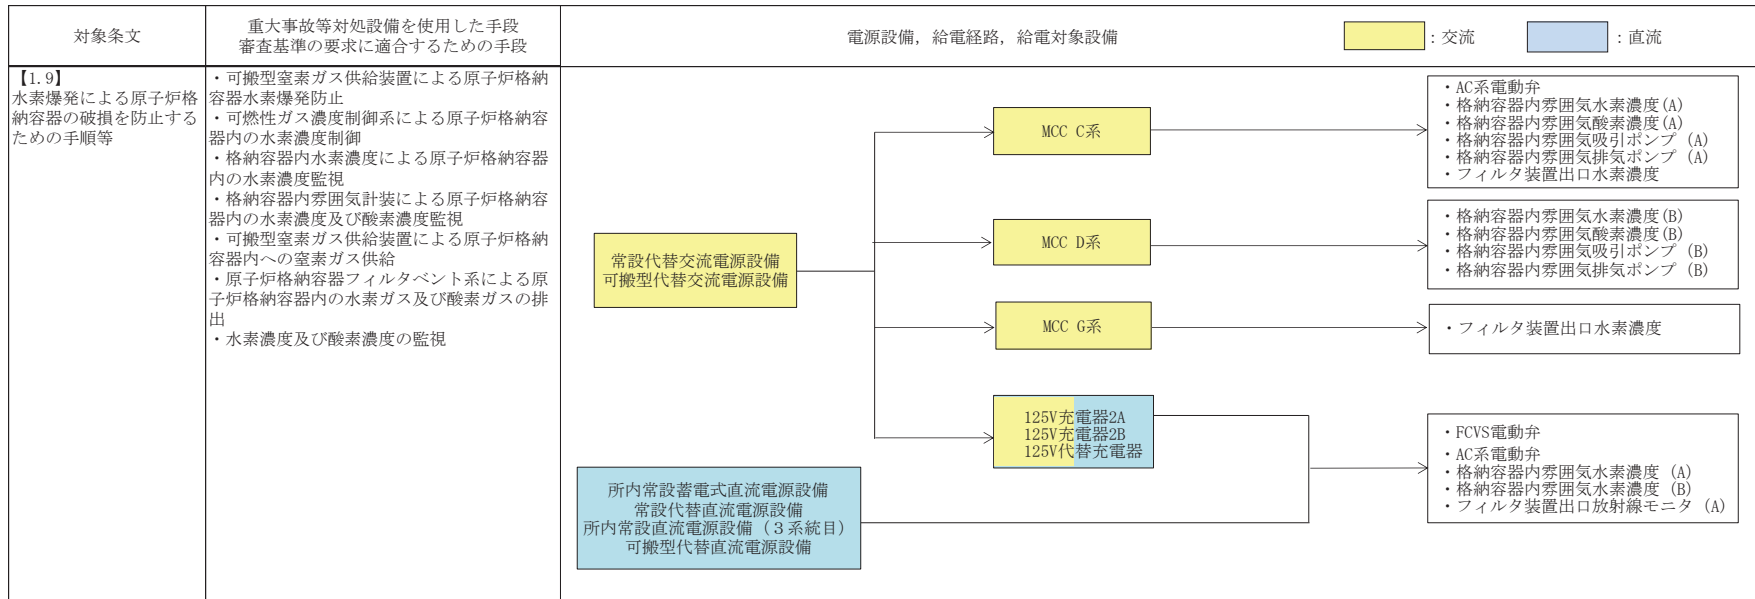 対象条文
重大事故等対処設備を使用した手段
審査基準の要求に適合するための手段
電源設備，給電経路，給電対象設備
：交流
：直流
【1.9】
水素爆発による原子炉格
納容器の破損を防止する
ための手順等
・可搬型窒素ガス供給装置による原子炉格納
容器水素爆発防止
・可燃性ガス濃度制御系による原子炉格納容
器内の水素濃度制御
・格納容器内水素濃度による原子炉格納容器
内の水素濃度監視
・格納容器内雰囲気計装による原子炉格納容
器内の水素濃度及び酸素濃度監視
・可搬型窒素ガス供給装置による原子炉格納
容器内への窒素ガス供給
・原子炉格納容器フィルタベント系による原
子炉格納容器内の水素ガス及び酸素ガスの排
出
・水素濃度及び酸素濃度の監視
常設代替交流電源設備
可搬型代替交流電源設備
MCC C系
・AC系電動弁
・格納容器内雰囲気水素濃度(A)
・格納容器内雰囲気酸素濃度(A)
・格納容器内雰囲気吸引ポンプ (A)
・格納容器内雰囲気排気ポンプ (A)
・フィルタ装置出口水素濃度
MCC D系
・格納容器内雰囲気水素濃度(B)
・格納容器内雰囲気酸素濃度(B)
・格納容器内雰囲気吸引ポンプ (B)
・格納容器内雰囲気排気ポンプ (B)
MCC G系
・フィルタ装置出口水素濃度
125V充電器2A
125V充電器2B
125V代替充電器
所内常設蓄電式直流電源設備
常設代替直流電源設備
所内常設直流電源設備（３系統目）
可搬型代替直流電源設備
・FCVS電動弁
・AC系電動弁
・格納容器内雰囲気水素濃度 (A)
・格納容器内雰囲気水素濃度 (B)
・フィルタ装置出口放射線モニタ (A)